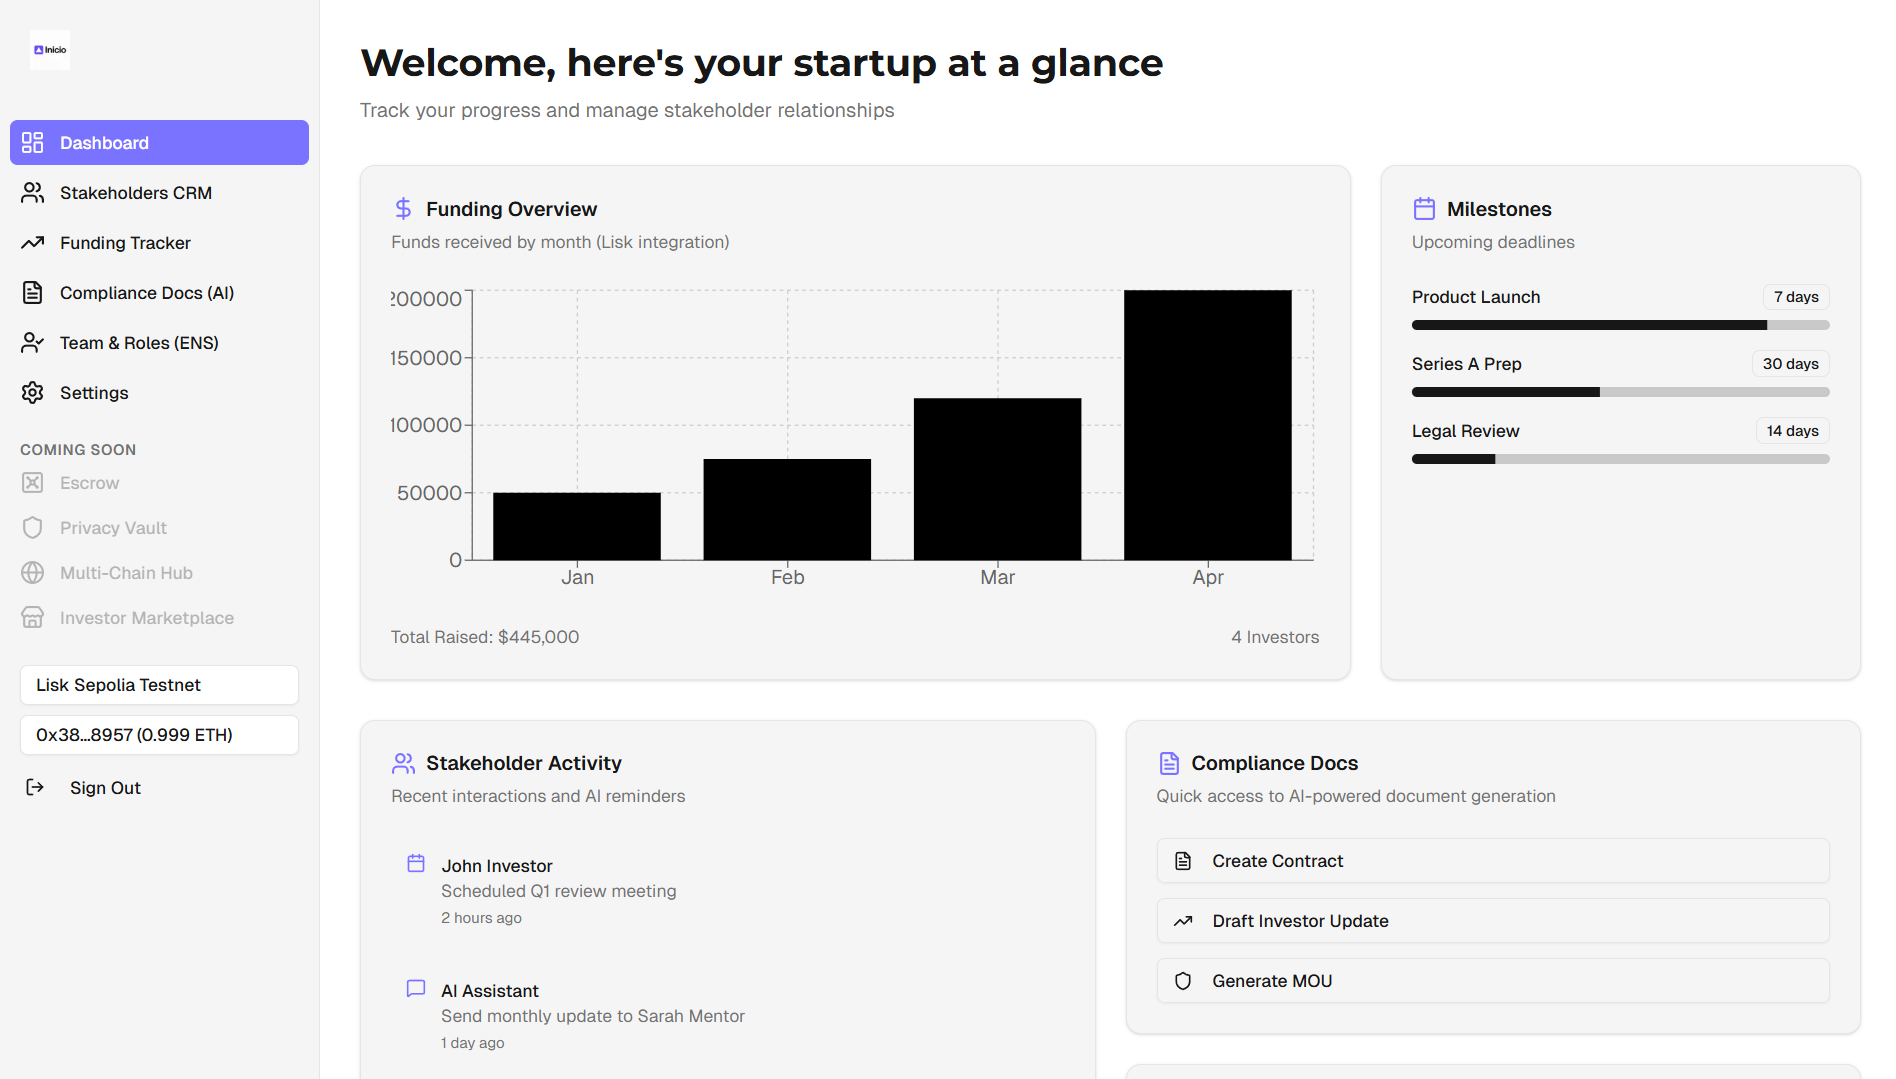 Inicio
Dashboard
Stakeholders CRM
Funding Tracker
Compliance Docs (AI)
Team & Roles (ENS)
Settings
COMING SOON
Escrow
Privacy Vault
Multi-Chain Hub
Investor Marketplace
Lisk Sepolia Testnet
0x38...8957 (0.999 ETH)
Sign Out
Welcome, here's your startup at a glance
Track your progress and manage stakeholder relationships
Funding Overview
Funds received by month (Lisk integration)
200000
150000
100000
50000
0
Jan Feb Mar Apr
Total Raised: $445,000 4 Investors
Milestones
Upcoming deadlines
Product Launch 7 days
Series A Prep 30 days
Legal Review 14 days
Stakeholder Activity
Recent interactions and AI reminders
John Investor
Scheduled Q1 review meeting
2 hours ago
AI Assistant
Send monthly update to Sarah Mentor
1 day ago
Compliance Docs
Quick access to AI-powered document generation
Create Contract
Draft Investor Update
Generate MOU